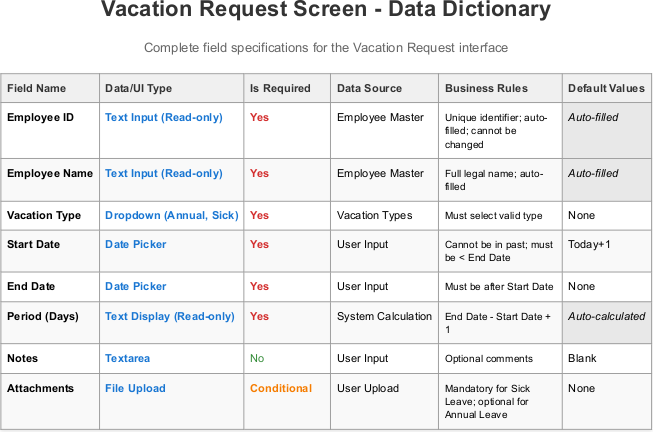 Vacation Request Screen - Data Dictionary
Complete field specifications for the Vacation Request interface
Field Name Data/UI Type Is Required Data Source Business Rules Default Values
Employee ID Text Input (Read-only) Yes Employee Master Unique identifier; auto- Auto-filled
filled; cannot be
changed
Employee Name Text Input (Read-only) Yes Employee Master Full legal name; auto- Auto-filled
filled
Vacation Type Dropdown (Annual, Sick) Yes Vacation Types Must select valid type None
Start Date Date Picker Yes User Input Cannot be in past; must Today+1
be < End Date
End Date Date Picker Yes User Input Must be after Start Date None
Period (Days) Text Display (Read-only) Yes System Calculation End Date - Start Date + Auto-calculated
1
Notes Textarea No User Input Optional comments Blank
Attachments File Upload Conditional User Upload Mandatory for Sick None
Leave; optional for
Annual Leave